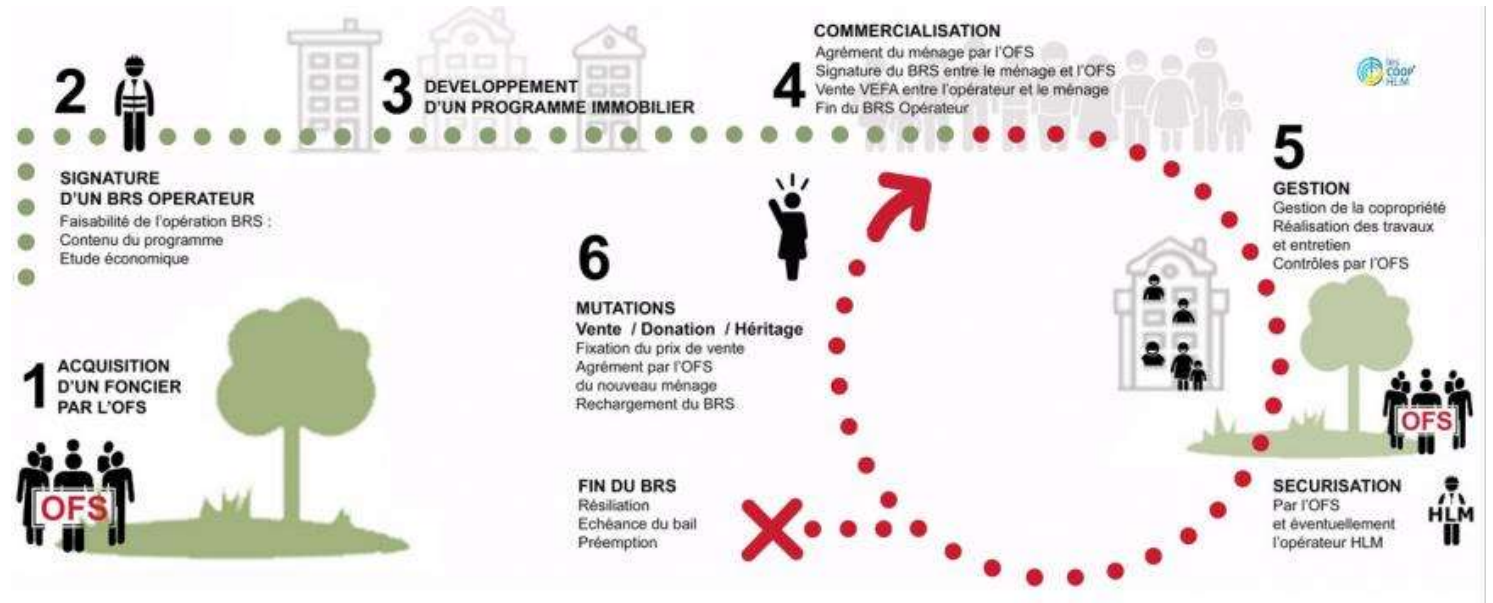 1
ACQUISITION
D'UN FONCIER
PAR L'OFS
OFS
2
SIGNATURE
D'UN BRS OPERATEUR
Faisabilité de l'opération BRS :
Contenu du programme
Etude économique
3
DEVELOPPEMENT
D'UN PROGRAMME IMMOBILIER
4
COMMERCIALISATION
Agrément du ménage par l'OFS
Signature du BRS entre le ménage et l'OFS
Vente VEFA entre l'opérateur et le ménage
Fin du BRS Opérateur
les
COOP'
HLM
5
GESTION
Gestion de la copropriété
Réalisation des travaux
et entretien
Contrôles par l'OFS
OFS
SECURISATION
Par l'OFS
et éventuellement
l'opérateur HLM
HLM
6
MUTATIONS
Vente / Donation / Héritage
Fixation du prix de vente
Agrément par l'OFS
du nouveau ménage
Rechargement du BRS
FIN DU BRS
Résiliation
Echéance du bail
Préemption